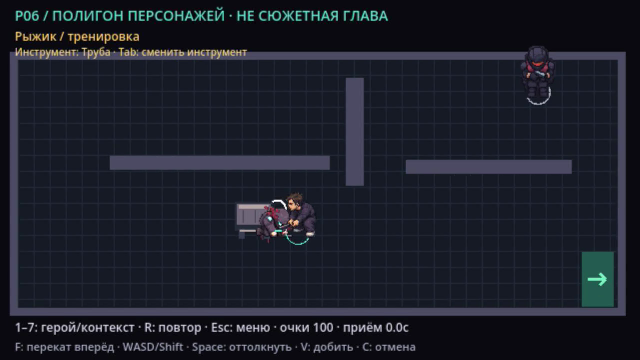 P06 / ПОЛИГОН ПЕРСОНАЖЕЙ · НЕ СЮЖЕТНАЯ ГЛАВА
Рыжик / тренировка
Инструмент: Труба · Tab: сменить инструмент
1–7: герой/контекст · R: повтор · Esc: меню · очки 100 · приём 0.0с
F: перекат вперёд · WASD/Shift · Space: оттолкнуть · V: добить · C: отмена